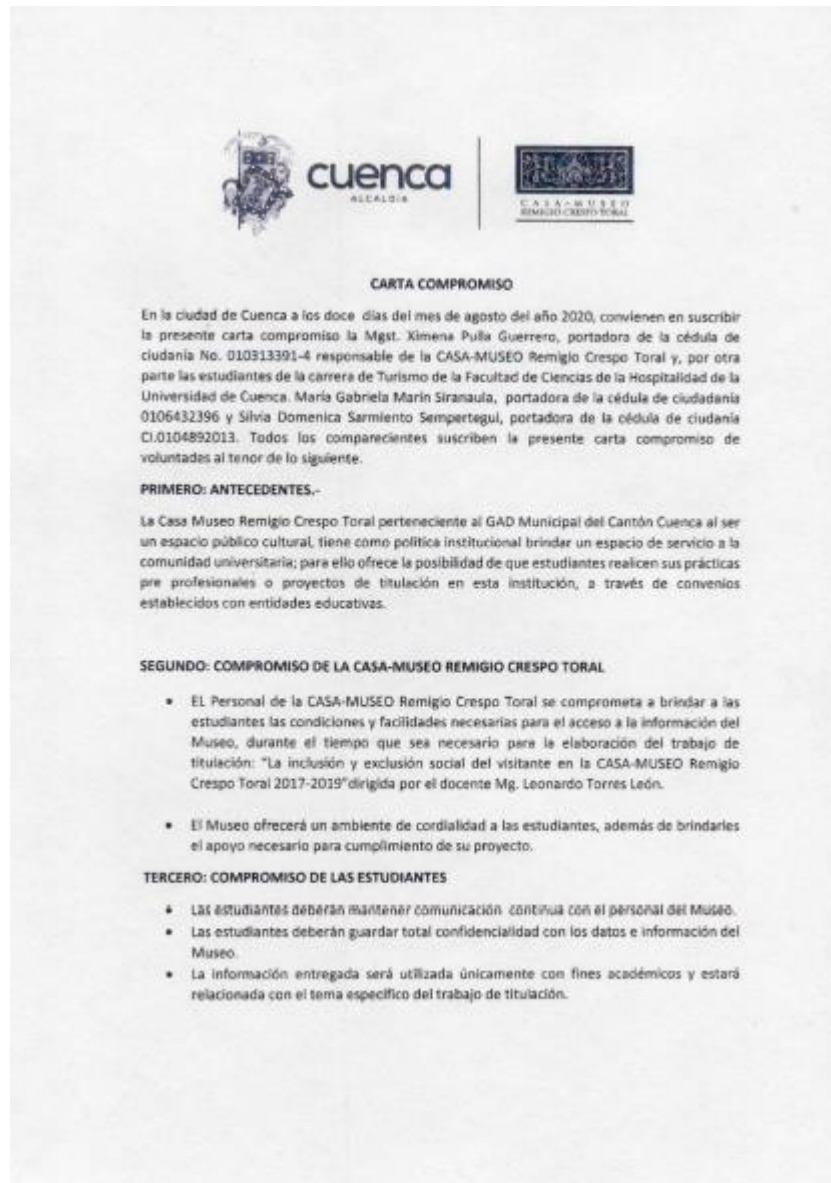 cuenca
ALCALDÍA
CASA-MUSEO
REMIGIO CRESPO TORAL
CARTA COMPROMISO
En la ciudad de Cuenca a los doce días del mes de agosto del año 2020, convienen en suscribir
la presente carta compromiso la Mgst. Ximena Pulla Guerrero, portadora de la cédula de
ciudanía No. 010313391-4 responsable de la CASA-MUSEO Remigio Crespo Toral y, por otra
parte las estudiantes de la carrera de Turismo de la Facultad de Ciencias de la Hospitalidad de la
Universidad de Cuenca. María Gabriela Marín Siranaula, portadora de la cédula de ciudadanía
0106432396 y Silvia Domenica Sarmiento Sempertegui, portadora de la cédula de ciudanía
CI.0104892013. Todos los comparecientes suscriben la presente carta compromiso de
voluntades al tenor de lo siguiente.
PRIMERO: ANTECEDENTES.-
La Casa Museo Remigio Crespo Toral perteneciente al GAD Municipal del Cantón Cuenca al ser
un espacio público cultural, tiene como política institucional brindar un espacio de servicio a la
comunidad universitaria; para ello ofrece la posibilidad de que estudiantes realicen sus prácticas
pre profesionales o proyectos de titulación en esta institución, a través de convenios
establecidos con entidades educativas.
SEGUNDO: COMPROMISO DE LA CASA-MUSEO REMIGIO CRESPO TORAL
• EL Personal de la CASA-MUSEO Remigio Crespo Toral se comprometa a brindar a las
estudiantes las condiciones y facilidades necesarias para el acceso a la información del
Museo, durante el tiempo que sea necesario para la elaboración del trabajo de
titulación: "La inclusión y exclusión social del visitante en la CASA-MUSEO Remigio
Crespo Toral 2017-2019"dirigida por el docente Mg. Leonardo Torres León.
• El Museo ofrecerá un ambiente de cordialidad a las estudiantes, además de brindarles
el apoyo necesario para cumplimiento de su proyecto.
TERCERO: COMPROMISO DE LAS ESTUDIANTES
• Las estudiantes deberán mantener comunicación continua con el personal del Museo.
• Las estudiantes deberán guardar total confidencialidad con los datos e información del
Museo.
• La información entregada será utilizada únicamente con fines académicos y estará
relacionada con el tema específico del trabajo de titulación.